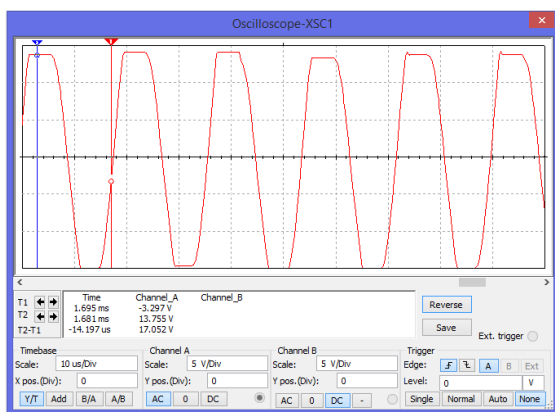 Oscilloscope-XSC1
2 1
Time Channel_A Channel_B
T1 1.695 ms -3.297 V
T2 1.681 ms 13.755 V
T2-T1 -14.197 us 17.052 V
Reverse
Save
Ext. trigger
Timebase Channel A Channel B Trigger
Scale: 10 us/Div Scale: 5 V/Div Scale: 5 V/Div Edge: A B Ext
X pos.(Div): 0 Y pos.(Div): 0 Y pos.(Div): 0 Level: 0 V
Y/T Add B/A A/B AC 0 DC AC 0 DC - Single Normal Auto None